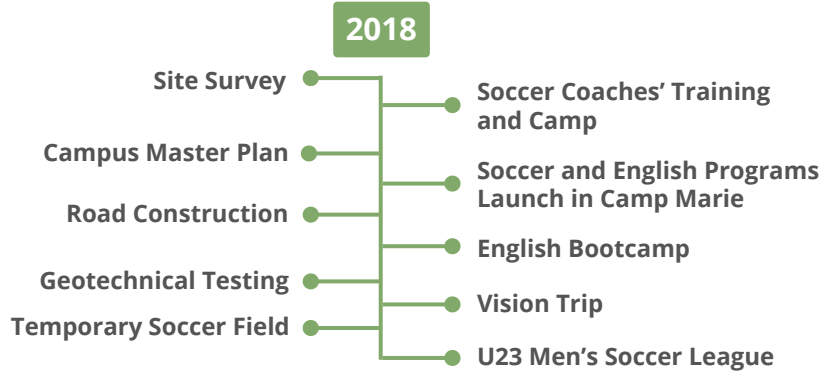 2018
Site Survey
Soccer Coaches’ Training
and Camp
Campus Master Plan
Soccer and English Programs
Launch in Camp Marie
Road Construction
English Bootcamp
Geotechnical Testing
Vision Trip
Temporary Soccer Field
U23 Men’s Soccer League